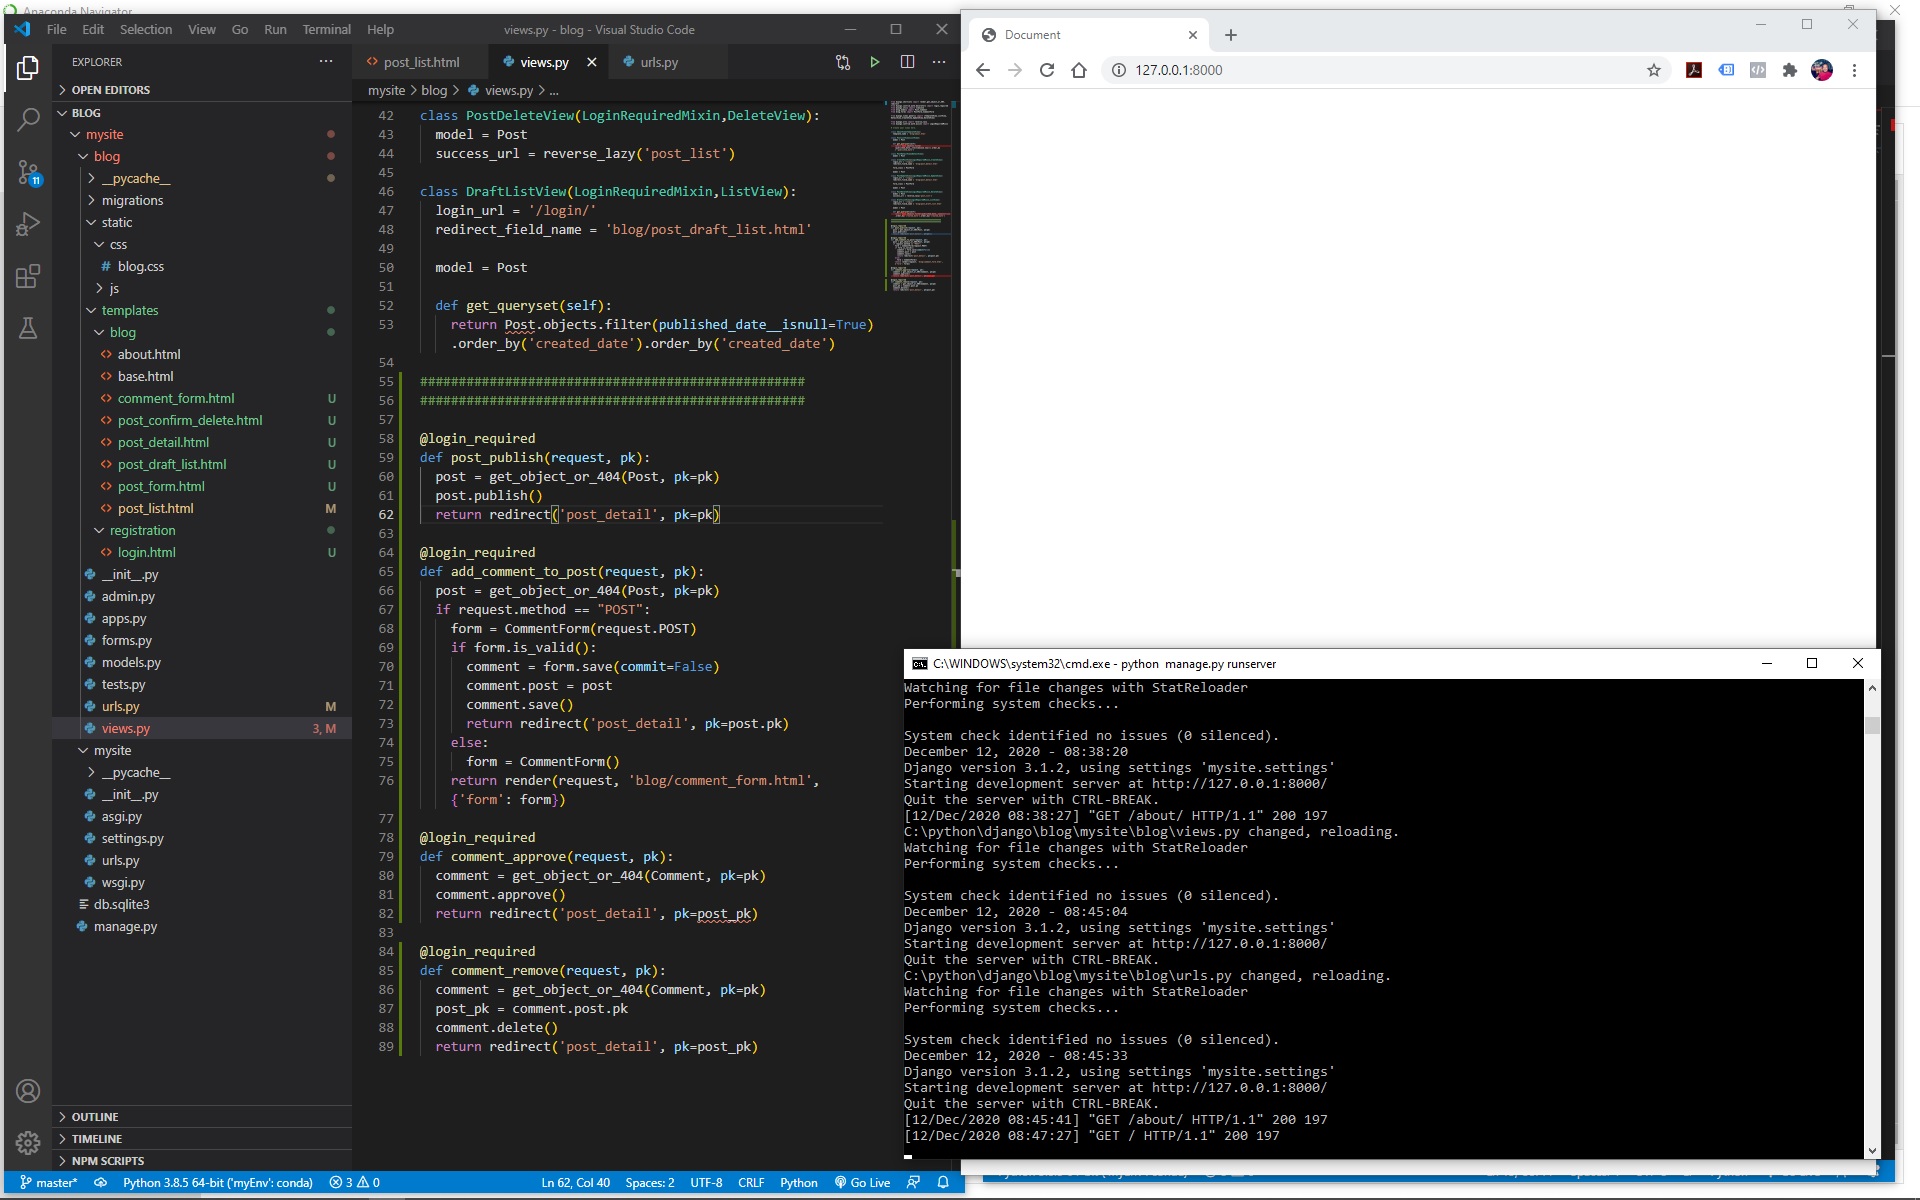 Anaconda Navigator
File Edit Selection View Go Run Terminal Help
views.py - blog - Visual Studio Code
EXPLORER
OPEN EDITORS
BLOG
mysite
blog
__pycache__
migrations
static
css
# blog.css
js
templates
blog
<> about.html
<> base.html
<> comment_form.html U
<> post_confirm_delete.html U
<> post_detail.html U
<> post_draft_list.html U
<> post_form.html U
<> post_list.html M
registration
<> login.html U
__init__.py
admin.py
apps.py
forms.py
models.py
tests.py
urls.py M
views.py 3, M
mysite
__pycache__
__init__.py
asgi.py
settings.py
urls.py
wsgi.py
db.sqlite3
manage.py
OUTLINE
TIMELINE
NPM SCRIPTS
11
<> post_list.html views.py urls.py
mysite > blog > views.py > ...
42 class PostDeleteView(LoginRequiredMixin,DeleteView):
43 model = Post
44 success_url = reverse_lazy('post_list')
45
46 class DraftListView(LoginRequiredMixin,ListView):
47 login_url = '/login/'
48 redirect_field_name = 'blog/post_draft_list.html'
49
50 model = Post
51
52 def get_queryset(self):
53 return Post.objects.filter(published_date__isnull=True)
.order_by('created_date').order_by('created_date')
54
55 ##################################################
56 ##################################################
57
58 @login_required
59 def post_publish(request, pk):
60 post = get_object_or_404(Post, pk=pk)
61 post.publish()
62 return redirect('post_detail', pk=pk)
63
64 @login_required
65 def add_comment_to_post(request, pk):
66 post = get_object_or_404(Post, pk=pk)
67 if request.method == "POST":
68 form = CommentForm(request.POST)
69 if form.is_valid():
70 comment = form.save(commit=False)
71 comment.post = post
72 comment.save()
73 return redirect('post_detail', pk=post.pk)
74 else:
75 form = CommentForm()
76 return render(request, 'blog/comment_form.html',
{'form': form})
77
78 @login_required
79 def comment_approve(request, pk):
80 comment = get_object_or_404(Comment, pk=pk)
81 comment.approve()
82 return redirect('post_detail', pk=post_pk)
83
84 @login_required
85 def comment_remove(request, pk):
86 comment = get_object_or_404(Comment, pk=pk)
87 post_pk = comment.post.pk
88 comment.delete()
89 return redirect('post_detail', pk=post_pk)
master* Python 3.8.5 64-bit ('myEnv': conda) 3 0 Ln 62, Col 40 Spaces: 2 UTF-8 CRLF Python Go Live
Document
127.0.0.1:8000
C:\WINDOWS\system32\cmd.exe - python manage.py runserver
Watching for file changes with StatReloader
Performing system checks...
System check identified no issues (0 silenced).
December 12, 2020 - 08:38:20
Django version 3.1.2, using settings 'mysite.settings'
Starting development server at http://127.0.0.1:8000/
Quit the server with CTRL-BREAK.
[12/Dec/2020 08:38:27] "GET /about/ HTTP/1.1" 200 197
C:\python\django\blog\mysite\blog\views.py changed, reloading.
Watching for file changes with StatReloader
Performing system checks...
System check identified no issues (0 silenced).
December 12, 2020 - 08:45:04
Django version 3.1.2, using settings 'mysite.settings'
Starting development server at http://127.0.0.1:8000/
Quit the server with CTRL-BREAK.
C:\python\django\blog\mysite\blog\urls.py changed, reloading.
Watching for file changes with StatReloader
Performing system checks...
System check identified no issues (0 silenced).
December 12, 2020 - 08:45:33
Django version 3.1.2, using settings 'mysite.settings'
Starting development server at http://127.0.0.1:8000/
Quit the server with CTRL-BREAK.
[12/Dec/2020 08:45:41] "GET /about/ HTTP/1.1" 200 197
[12/Dec/2020 08:47:27] "GET / HTTP/1.1" 200 197